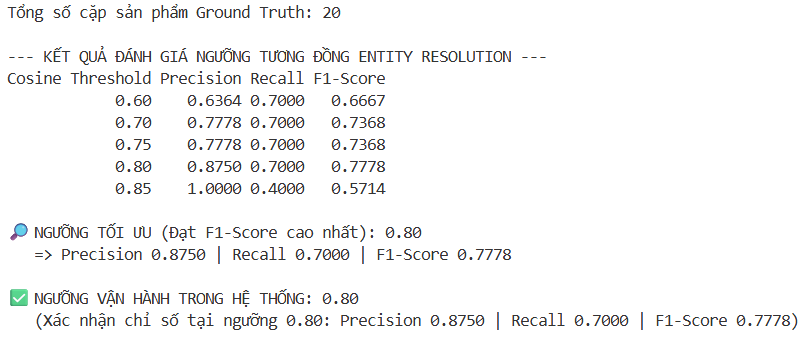 Tổng số cặp sản phẩm Ground Truth: 20
--- KẾT QUẢ ĐÁNH GIÁ NGƯỠNG TƯƠNG ĐỒNG ENTITY RESOLUTION ---
Cosine Threshold Precision Recall F1-Score
0.60 0.6364 0.7000 0.6667
0.70 0.7778 0.7000 0.7368
0.75 0.7778 0.7000 0.7368
0.80 0.8750 0.7000 0.7778
0.85 1.0000 0.4000 0.5714
🔎 NGƯỠNG TỐI ƯU (Đạt F1-Score cao nhất): 0.80
=> Precision 0.8750 | Recall 0.7000 | F1-Score 0.7778
✅ NGƯỠNG VẬN HÀNH TRONG HỆ THỐNG: 0.80
(Xác nhận chỉ số tại ngưỡng 0.80: Precision 0.8750 | Recall 0.7000 | F1-Score 0.7778)